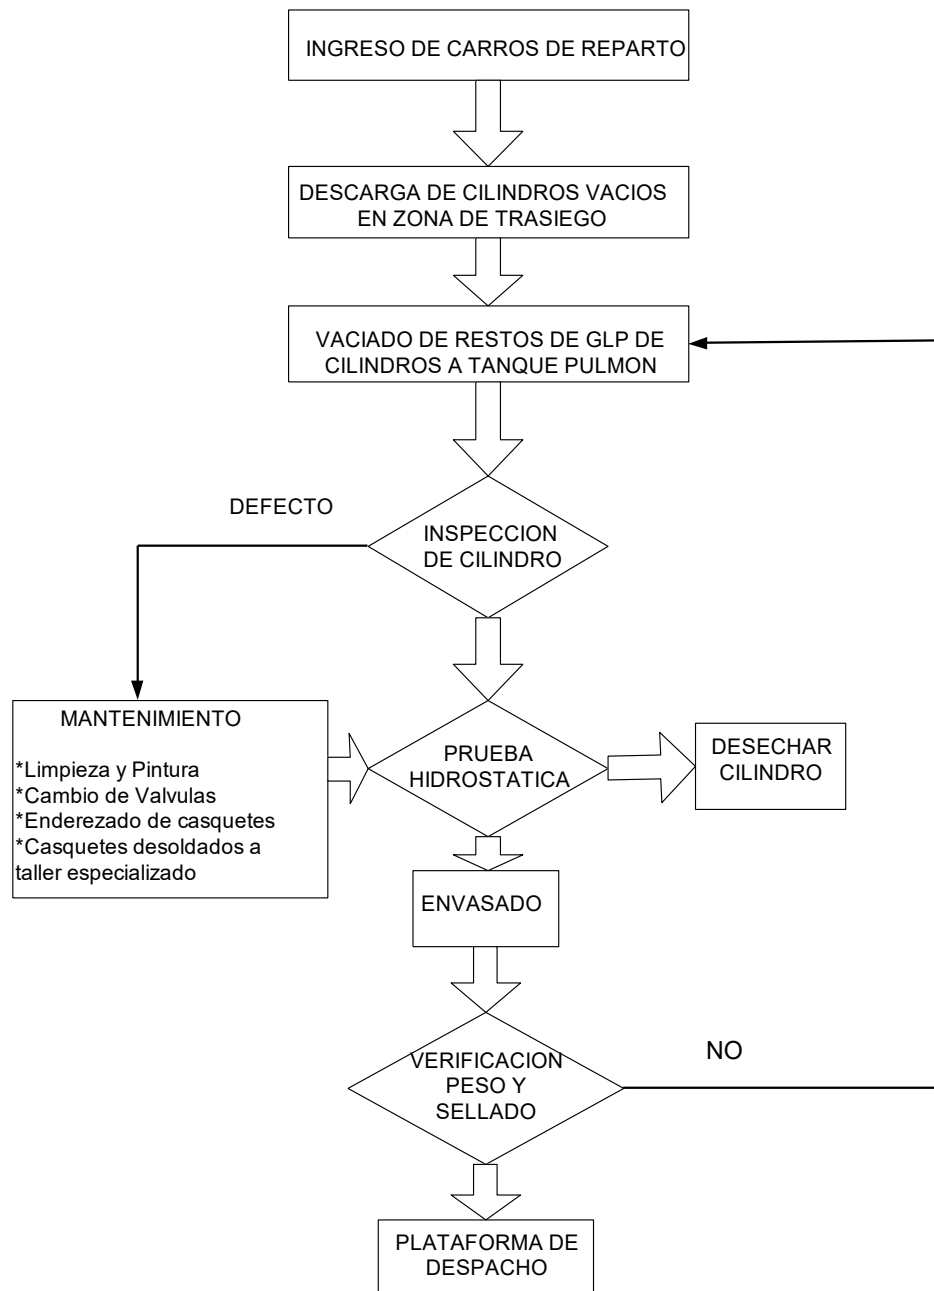 INGRESO DE CARROS DE REPARTO
DESCARGA DE CILINDROS VACIOS
EN ZONA DE TRASIEGO
VACIADO DE RESTOS DE GLP DE
CILINDROS A TANQUE PULMON
DEFECTO
INSPECCION
DE CILINDRO
MANTENIMIENTO
*Limpieza y Pintura
*Cambio de Valvulas
*Enderezado de casquetes
*Casquetes desoldados a
taller especializado
PRUEBA
HIDROSTATICA
DESECHAR
CILINDRO
ENVASADO
VERIFICACION
PESO Y
SELLADO
NO
PLATAFORMA DE
DESPACHO